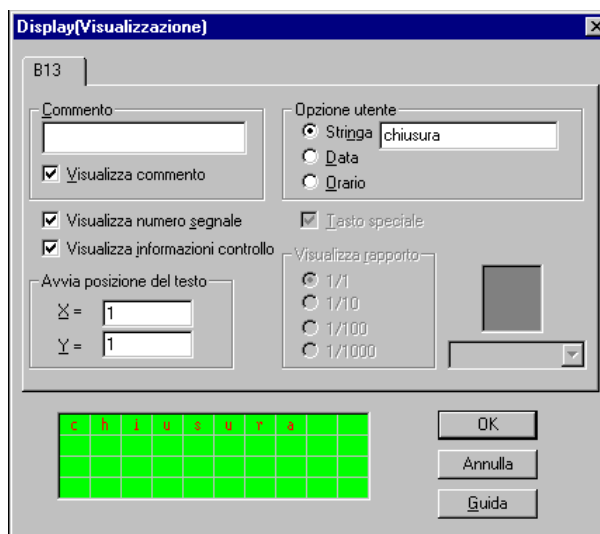 Display(Visualizzazione)
B13
Commento
Visualizza commento
Opzione utente
Stringa chiusura
Data
Orario
Visualizza numero segnale
Visualizza informazioni controllo
Tasto speciale
Avvia posizione del testo
X = 1
Y = 1
Visualizza rapporto
1/1
1/10
1/100
1/1000
c h i u s u r a
OK
Annulla
Guida